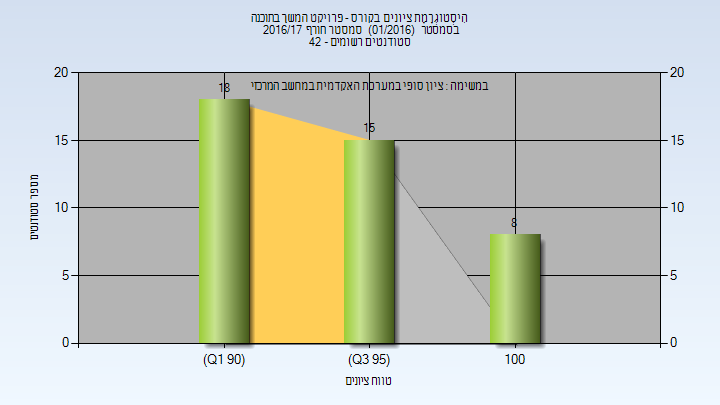 היסטוגרמת ציונים בקורס - פרויקט המשך בתוכנה
בסמסטר (01/2016) סמסטר חורף 2016/17
סטודנטים רשומים - 42
במשימה : ציון סופי במערכת האקדמית במחשב המרכזי
20 20
18
15 15
15
10 10
8
5 5
0 0
מספר סטודנטים
(Q1 90) (Q3 95) 100
טווח ציונים